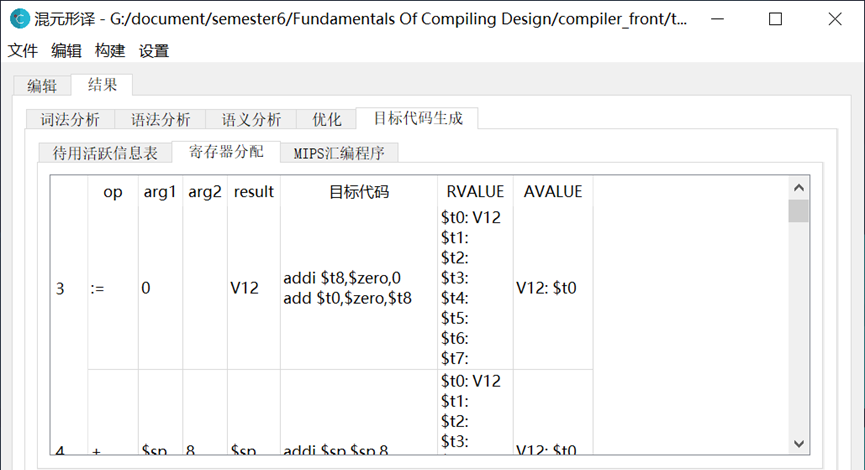 混元形译 - G:/document/semester6/Fundamentals Of Compiling Design/compiler_front/t...
文件 编辑 构建 设置
编辑 结果
词法分析 语法分析 语义分析 优化 目标代码生成
待用活跃信息表 寄存器分配 MIPS汇编程序
op arg1 arg2 result 目标代码 RVALUE AVALUE
3 := 0 V12
addi $t8,$zero,0
add $t0,$zero,$t8
$t0: V12
$t1:
$t2:
$t3:
$t4:
$t5:
$t6:
$t7:
V12: $t0
4 + $sp 8 $sp addi $sp,$sp,8
$t0: V12
$t1:
$t2:
$t3:
V12: $t0